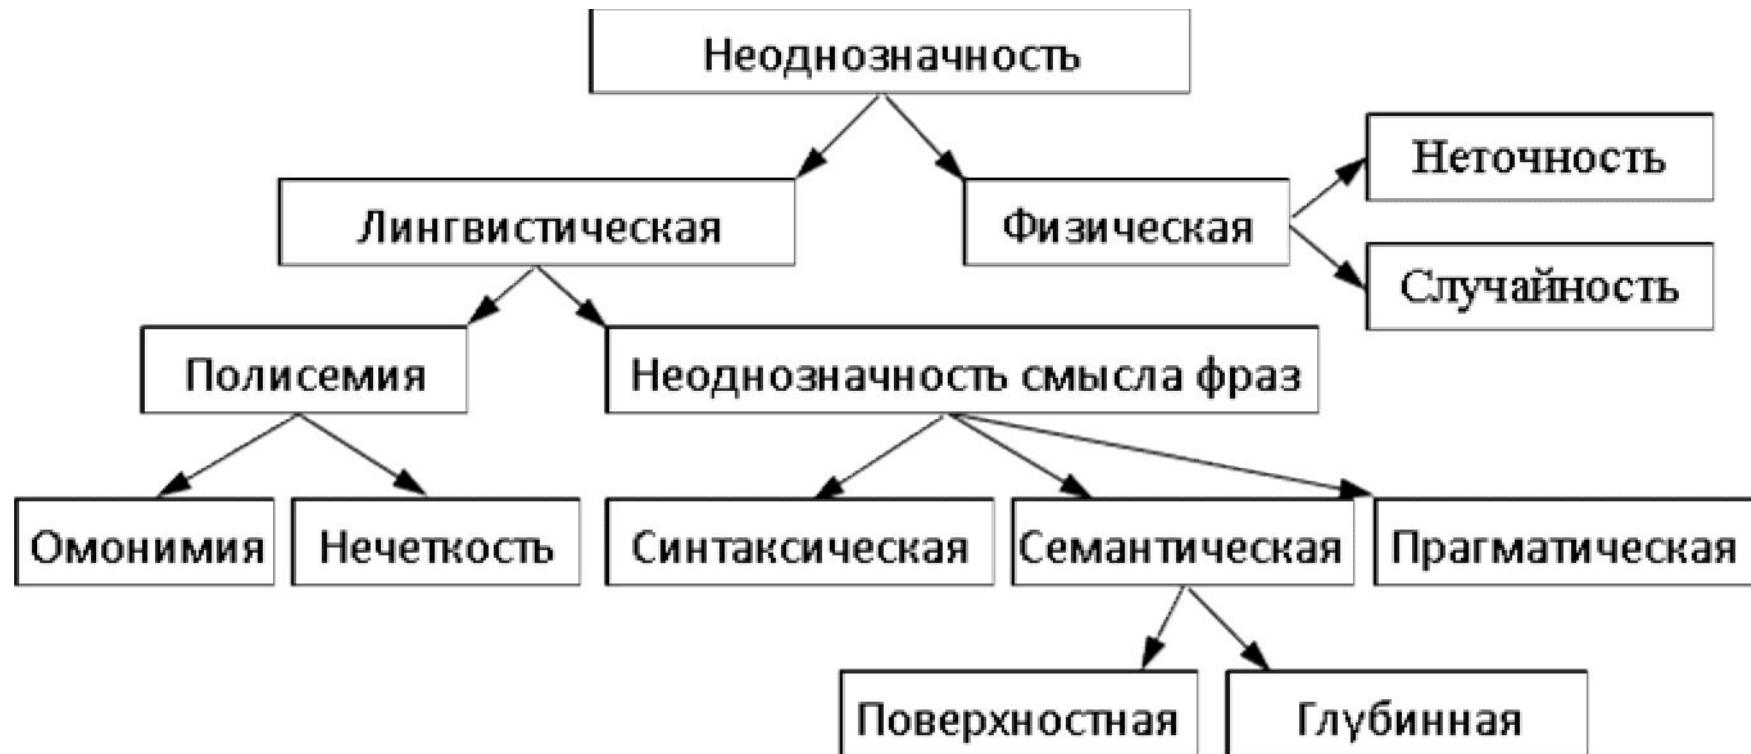 Неоднозначность
Неточность
Лингвистическая
Физическая
Случайность
Полисемия
Неоднозначность смысла фраз
Омонимия
Нечеткость
Синтаксическая
Семантическая
Прагматическая
Поверхностная
Глубинная